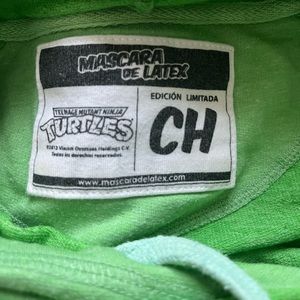 MASCARA
DE LATEX
TEENAGE MUTANT NINJA
TURTLES
©2012 Viacom Overseas Holdings C.V.
Todos los derechos reservados.
EDICIÓN LIMITADA
CH
www.mascaradelatex.com